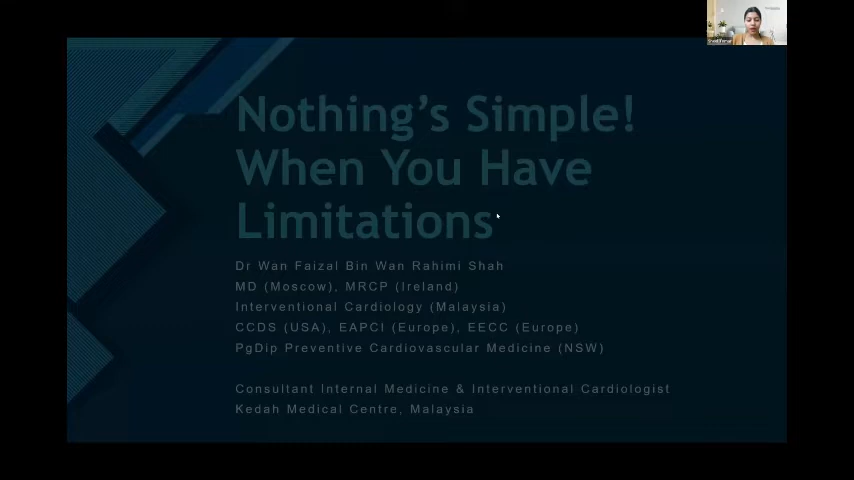 Nothing's Simple!
When You Have
Limitations
Dr Wan Faizal Bin Wan Rahimi Shah
MD (Moscow), MRCP (Ireland)
Interventional Cardiology (Malaysia)
CCDS (USA), EAPCI (Europe), EECC (Europe)
PgDip Preventive Cardiovascular Medicine (NSW)
Consultant Internal Medicine & Interventional Cardiologist
Kedah Medical Centre, Malaysia